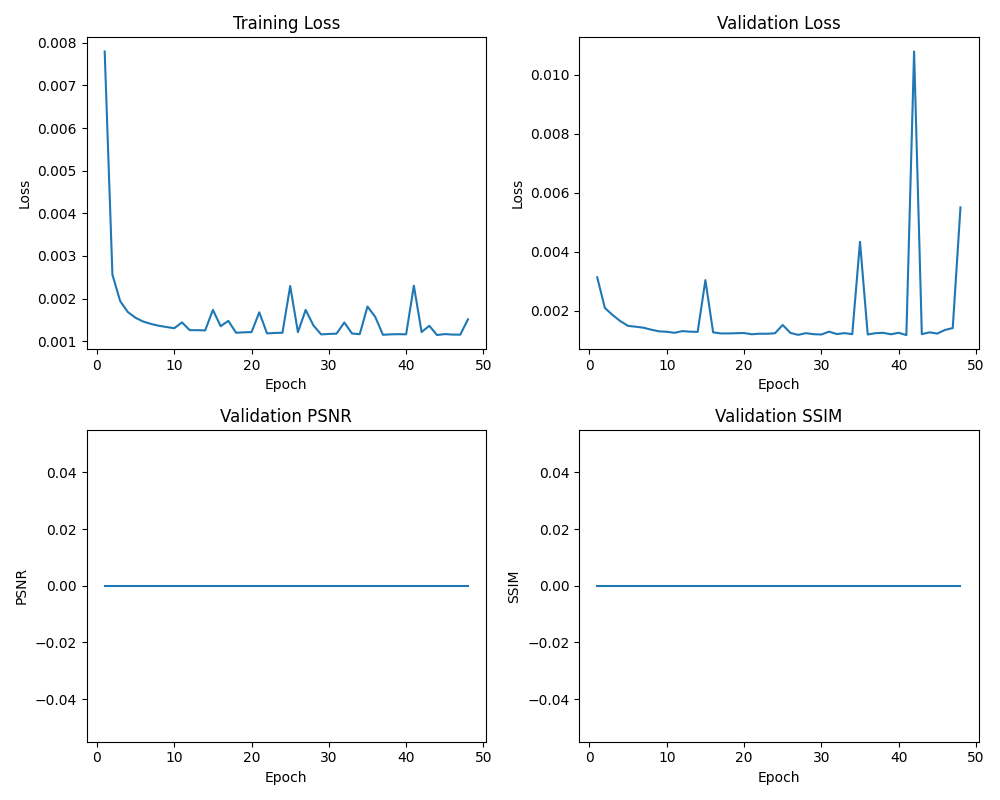 Training Loss
0.008
0.007
0.006
0.005
0.004
0.003
0.002
0.001
Loss
0 10 20 30 40 50
Epoch
Validation Loss
0.010
0.008
0.006
0.004
0.002
Loss
0 10 20 30 40 50
Epoch
Validation PSNR
0.04
0.02
0.00
−0.02
−0.04
PSNR
0 10 20 30 40 50
Epoch
Validation SSIM
0.04
0.02
0.00
−0.02
−0.04
SSIM
0 10 20 30 40 50
Epoch